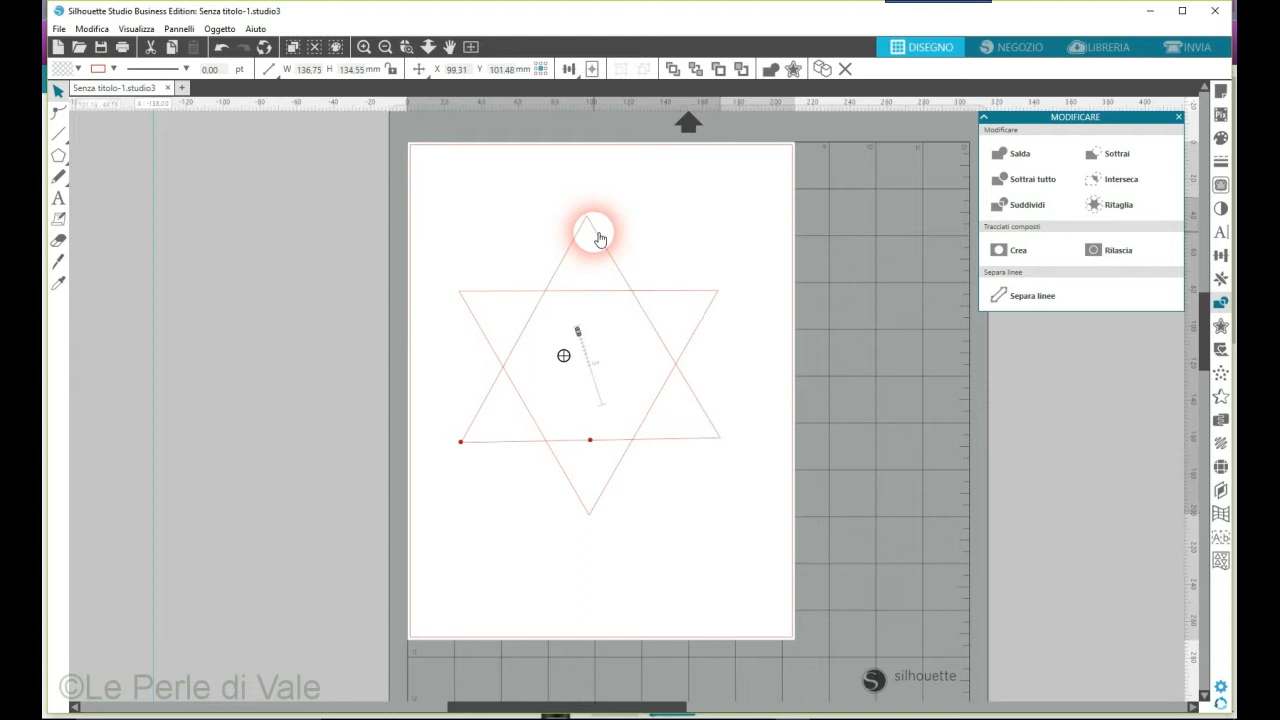 Silhouette Studio Business Edition: Senza titolo-1.studio3
File Modifica Visualizza Pannelli Oggetto Aiuto
DISEGNO NEGOZIO LIBRERIA INVIA
0.00 pt W 136.75 H 134.55 mm X 99.31 Y 101.48 mm
Senza titolo-1.studio3
MODIFICARE
Modificare
Salda Sottrai
Sottrai tutto Interseca
Suddividi Ritaglia
Tracciati composti
Crea Rilascia
Separa linee
Separa linee
silhouette
©Le Perle di Vale